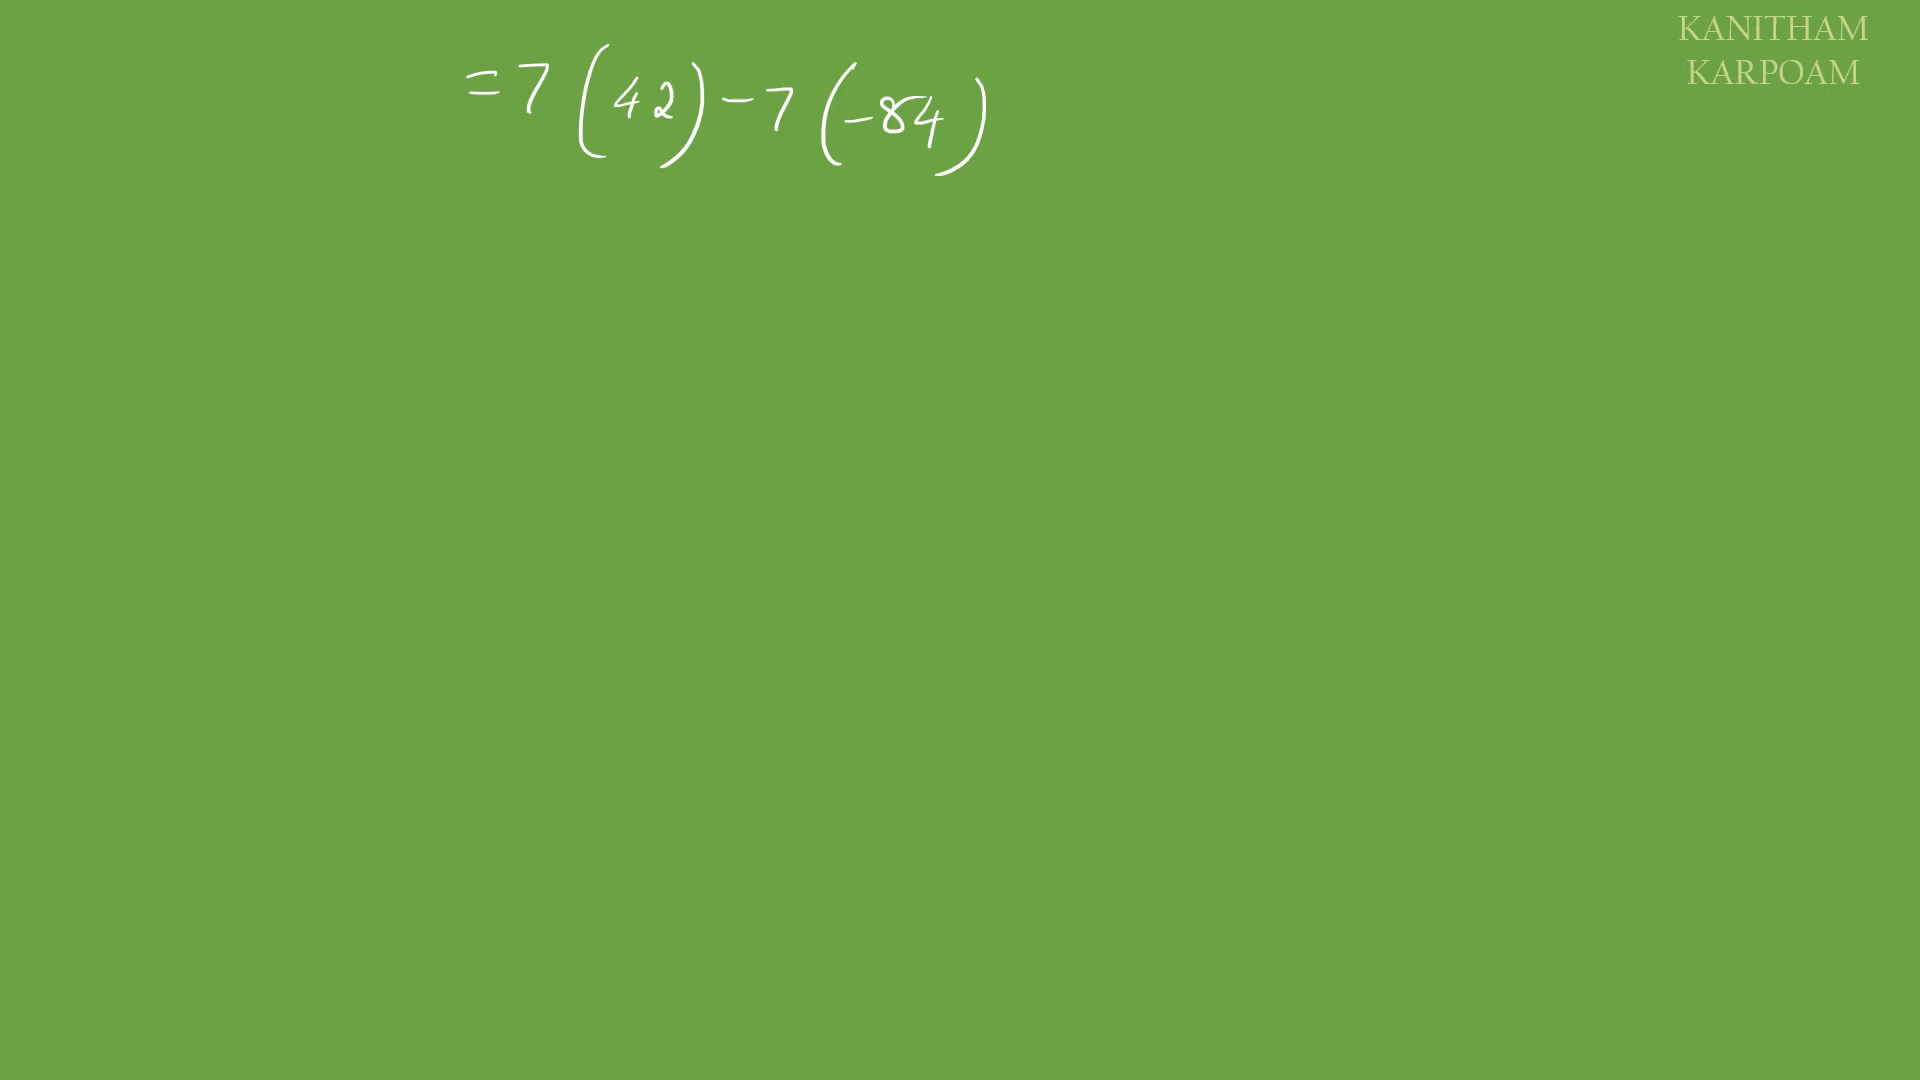 KANITHAM
KARPOAM
= 7 (42) - 7 (-84)